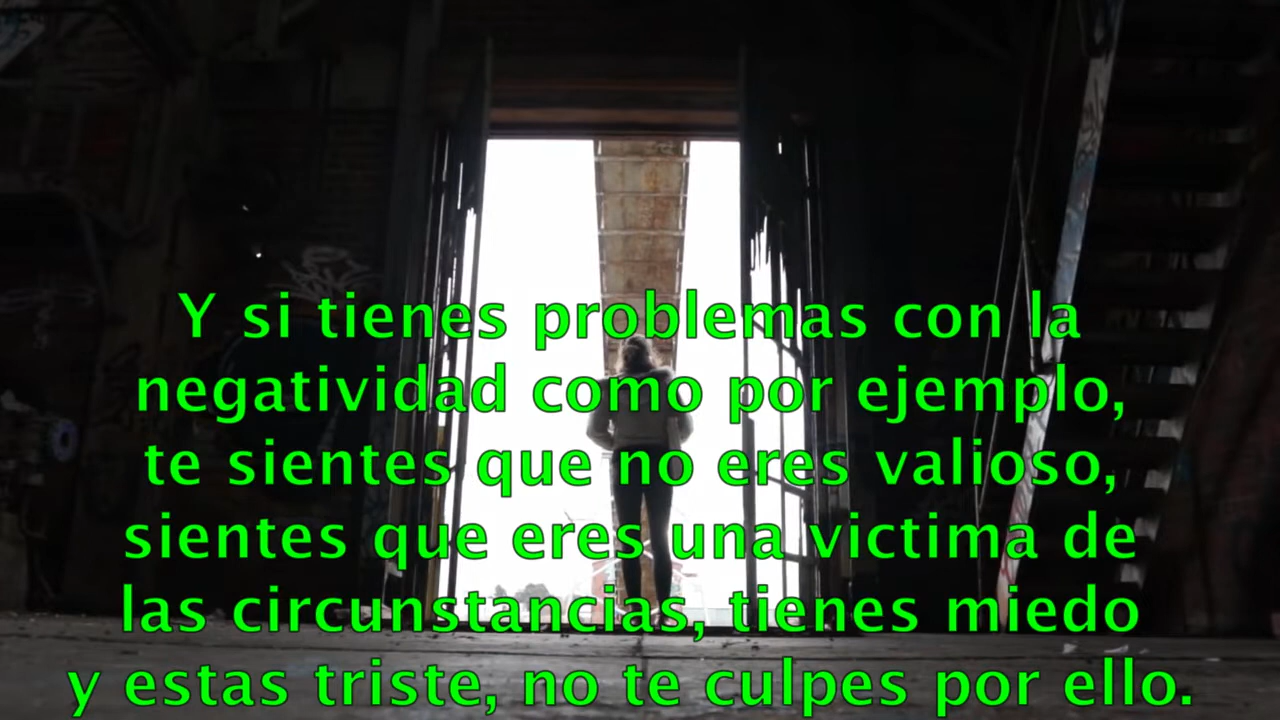 Y si tienes problemas con la
negatividad como por ejemplo,
te sientes que no eres valioso,
sientes que eres una victima de
las circunstancias, tienes miedo
y estas triste, no te culpes por ello.